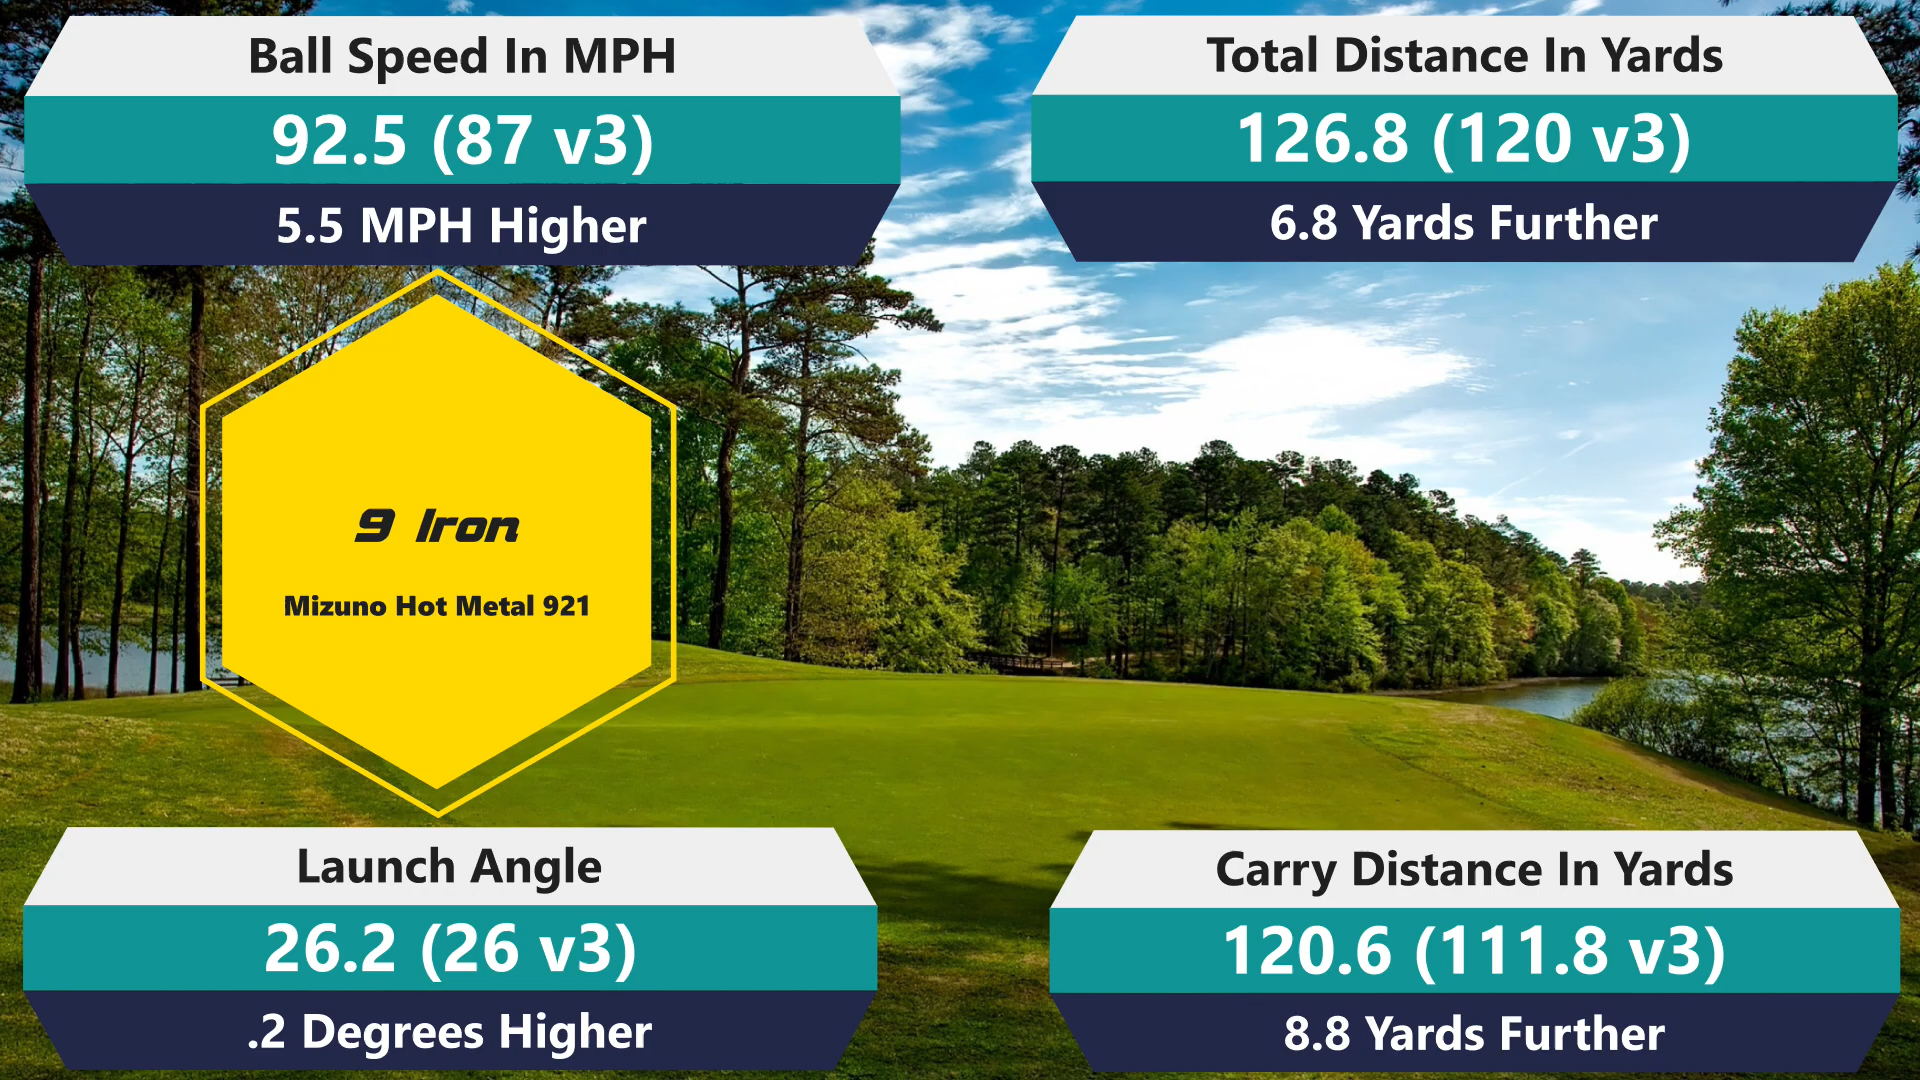 Ball Speed In MPH
92.5 (87 v3)
5.5 MPH Higher
Total Distance In Yards
126.8 (120 v3)
6.8 Yards Further
9 Iron
Mizuno Hot Metal 921
Launch Angle
26.2 (26 v3)
.2 Degrees Higher
Carry Distance In Yards
120.6 (111.8 v3)
8.8 Yards Further